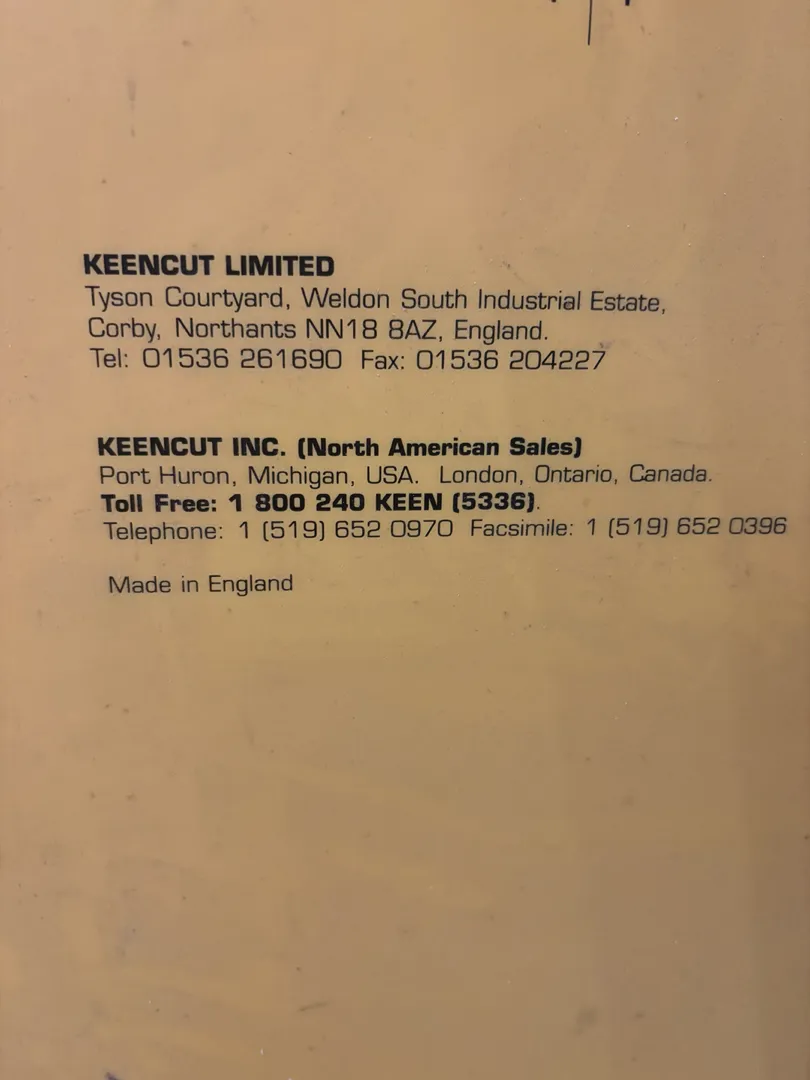 KEENCUT LIMITED
Tyson Courtyard, Weldon South Industrial Estate,
Corby, Northants NN18 8AZ, England.
Tel: 01536 261690 Fax: 01536 204227
KEENCUT INC. (North American Sales)
Port Huron, Michigan, USA. London, Ontario, Canada.
Toll Free: 1 800 240 KEEN (5336).
Telephone: 1 (519) 652 0970 Facsimile: 1 (519) 652 0396
Made in England